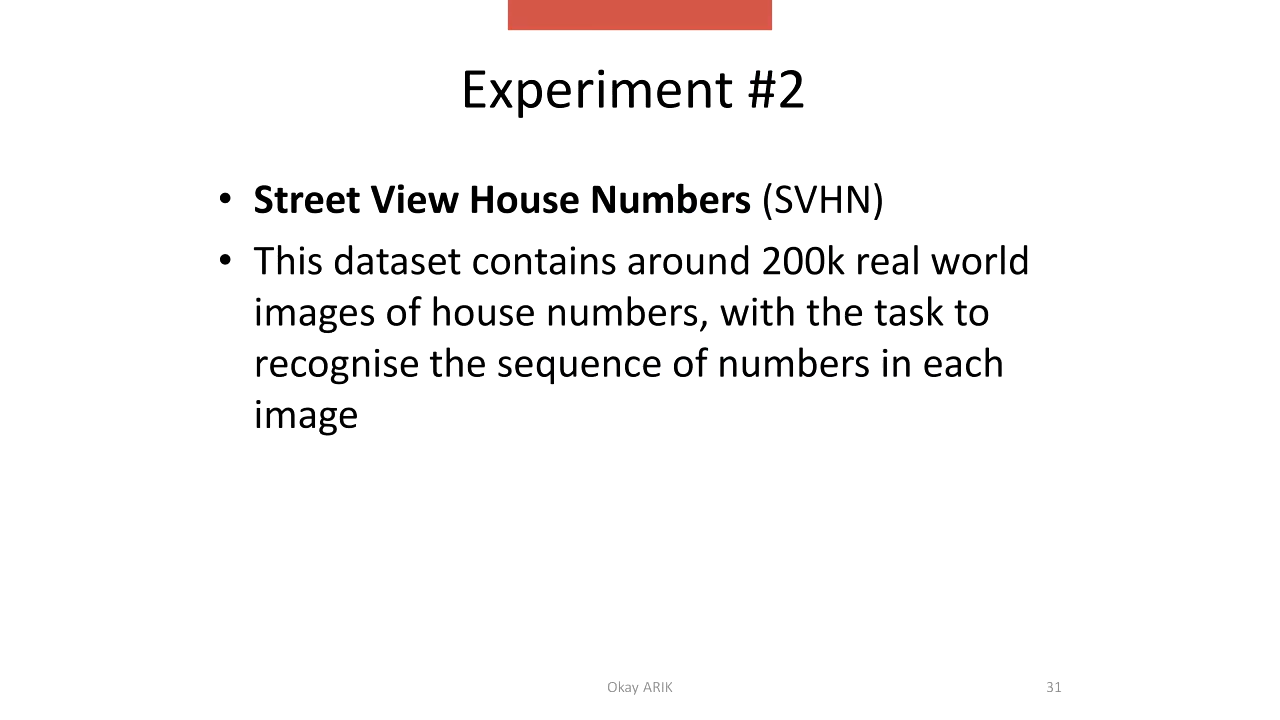 Experiment #2
• Street View House Numbers (SVHN)
• This dataset contains around 200k real world
images of house numbers, with the task to
recognise the sequence of numbers in each
image
Okay ARIK
31